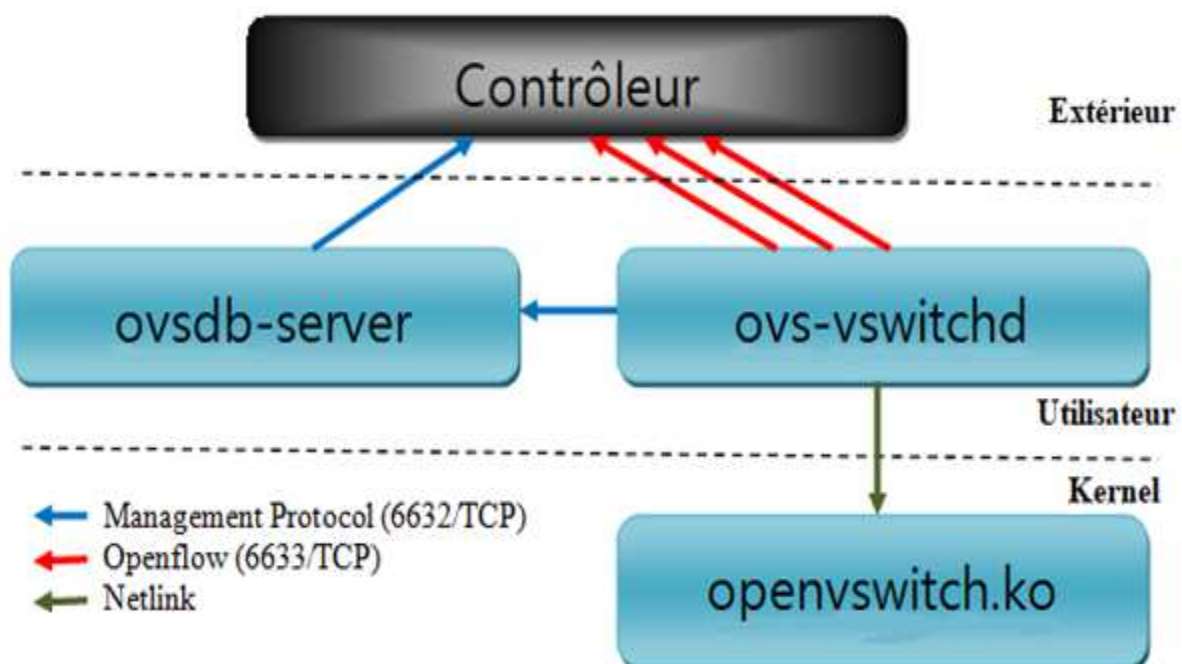 Contrôleur
Extérieur
ovsdb-server
ovs-vswitchd
Utilisateur
Kernel
Management Protocol (6632/TCP)
Openflow (6633/TCP)
Netlink
openvswitch.ko